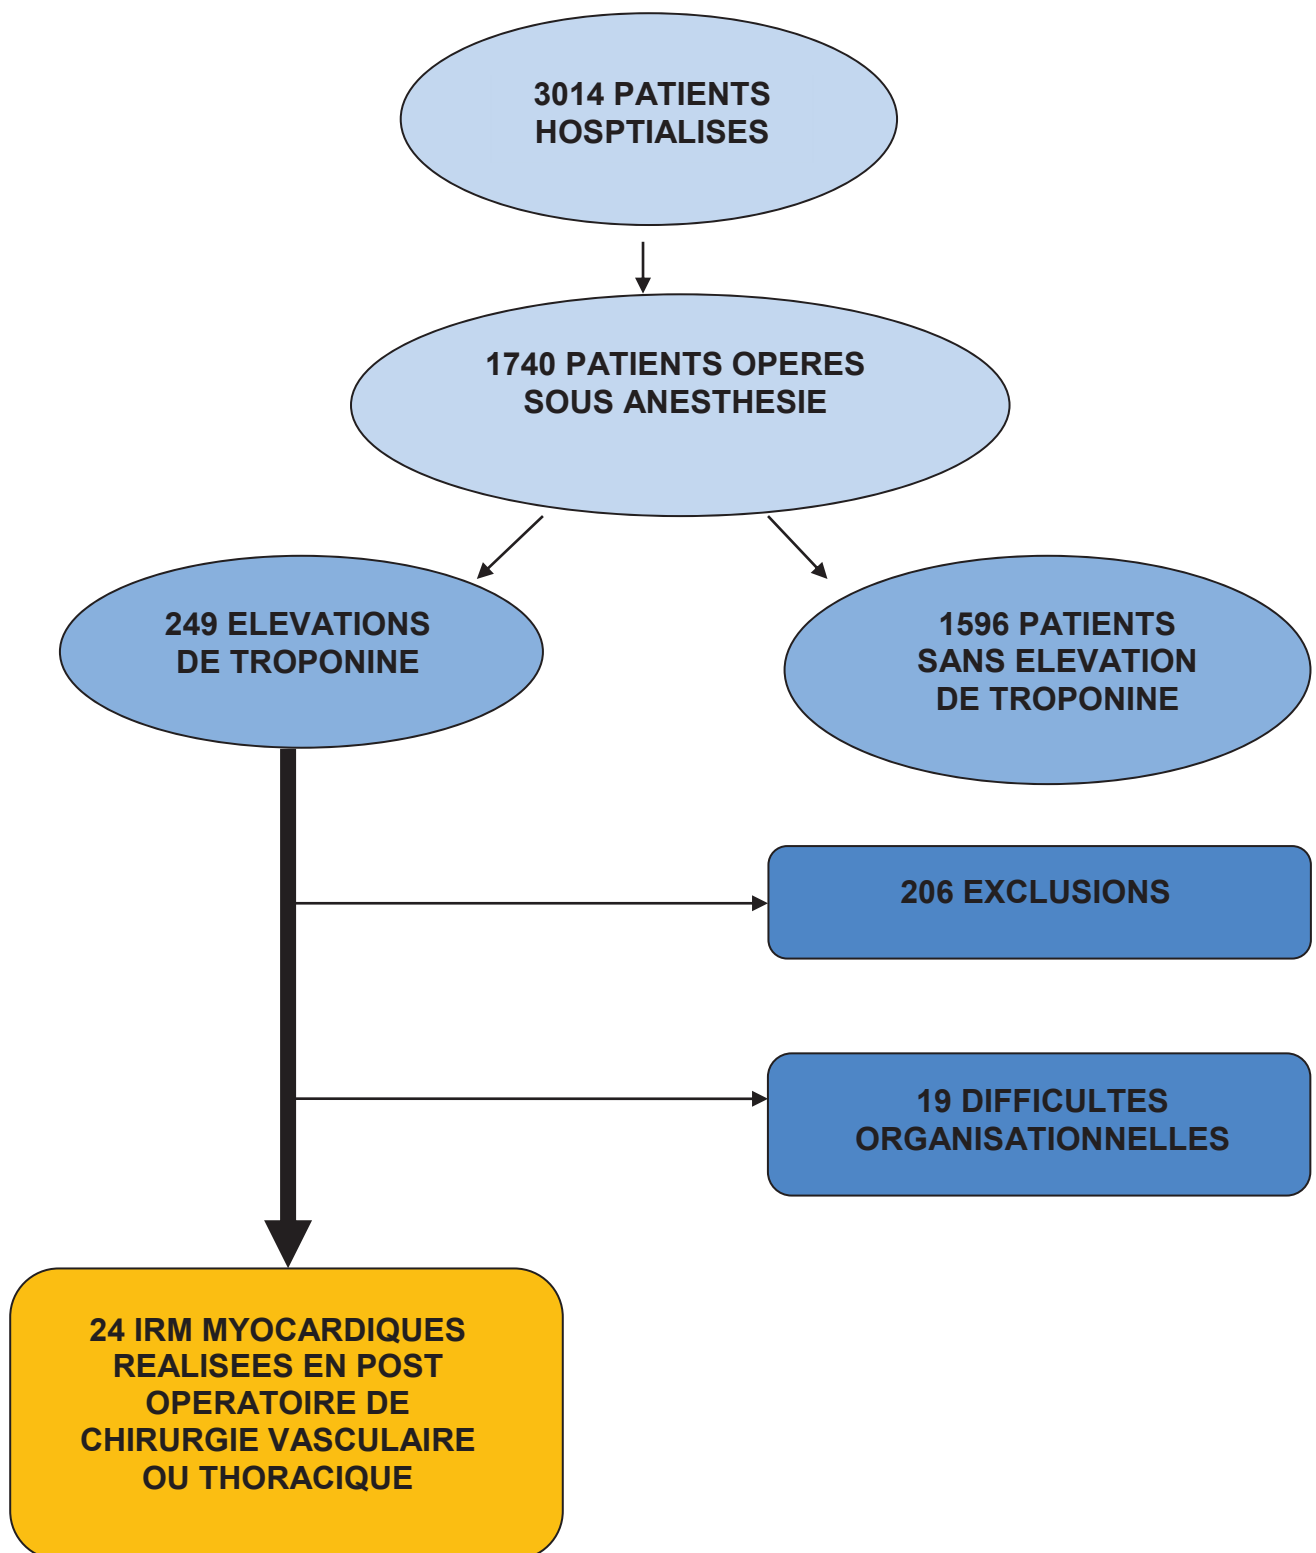 3014 PATIENTS
HOSPTIALISES
1740 PATIENTS OPERES
SOUS ANESTHESIE
249 ELEVATIONS
DE TROPONINE
1596 PATIENTS
SANS ELEVATION
DE TROPONINE
206 EXCLUSIONS
19 DIFFICULTES
ORGANISATIONNELLES
24 IRM MYOCARDIQUES
REALISEES EN POST
OPERATOIRE DE
CHIRURGIE VASCULAIRE
OU THORACIQUE